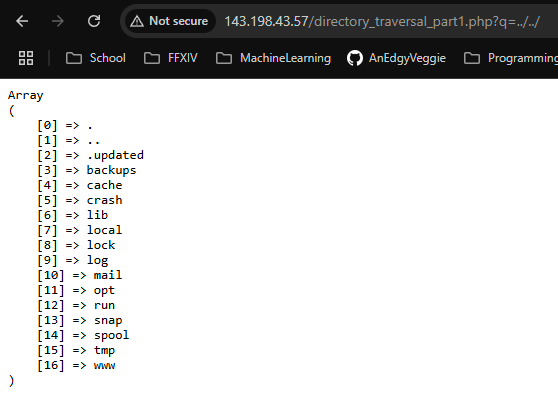 Not secure 143.198.43.57/directory_traversal_part1.php?q=../../
School FFXIV MachineLearning AnEdgyVeggie Programming
Array
(
[0] => .
[1] => ..
[2] => .updated
[3] => backups
[4] => cache
[5] => crash
[6] => lib
[7] => local
[8] => lock
[9] => log
[10] => mail
[11] => opt
[12] => run
[13] => snap
[14] => spool
[15] => tmp
[16] => www
)